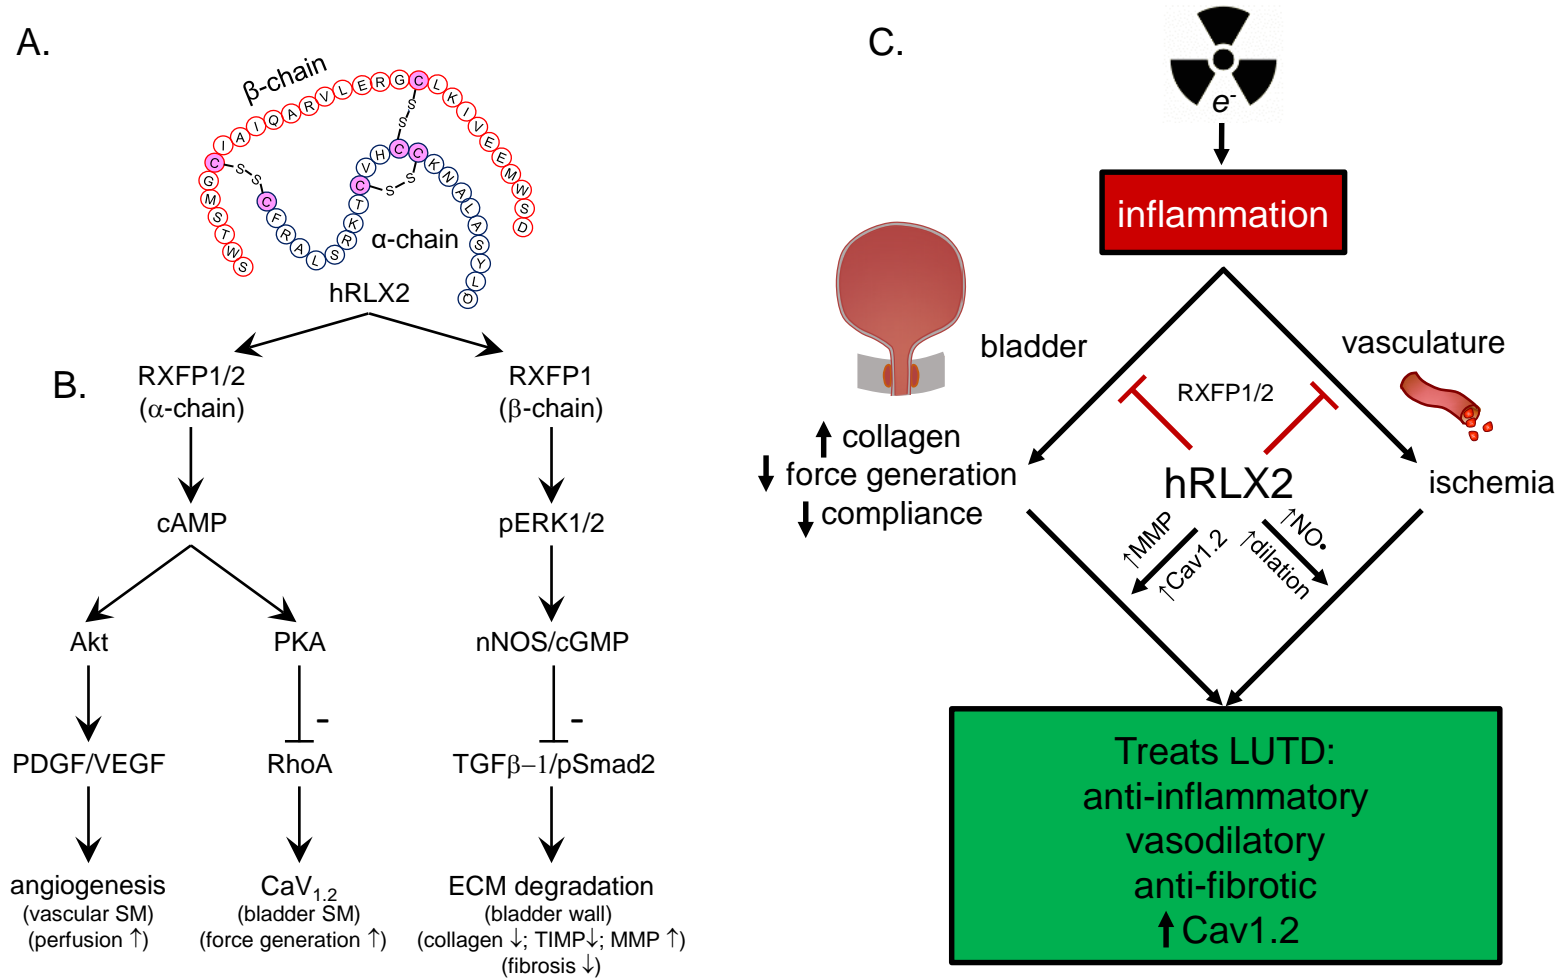 A.
β-chain
SWTSMGCIAIQARVLERGCLKIVEEMWSD
S
S
S
S
S
S
CFRALSRKTCVHCCKNALASYLQ
α-chain
hRLX2
B.
RXFP1/2
(α-chain)
RXFP1
(β-chain)
cAMP
pERK1/2
Akt
PKA
nNOS/cGMP
-
-
PDGF/VEGF
RhoA
TGFβ−1/pSmad2
angiogenesis
(vascular SM)
(perfusion ↑)
CaV1.2
(bladder SM)
(force generation ↑)
ECM degradation
(bladder wall)
(collagen ↓; TIMP↓; MMP ↑)
(fibrosis ↓)
C.
e-
inflammation
bladder
vasculature
RXFP1/2
↑ collagen
↓ force generation
↓ compliance
hRLX2
ischemia
↑MMP
↑Cav1.2
↑NO•
↑dilation
Treats LUTD:
anti-inflammatory
vasodilatory
anti-fibrotic
↑ Cav1.2